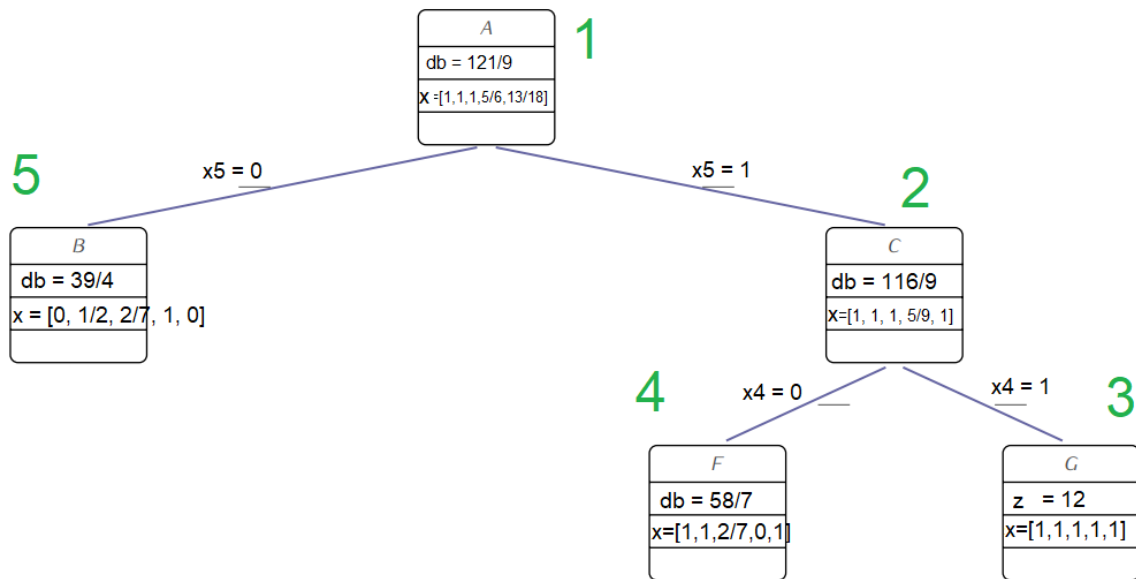 A
1
db = 121/9
x =[1,1,1,5/6,13/18]
5
x5 = 0
x5 = 1
2
B
C
db = 39/4
db = 116/9
x = [0, 1/2, 2/7, 1, 0]
x=[1, 1, 1, 5/9, 1]
4
x4 = 0
x4 = 1
3
F
G
db = 58/7
z = 12
x=[1,1,2/7,0,1]
x=[1,1,1,1,1]